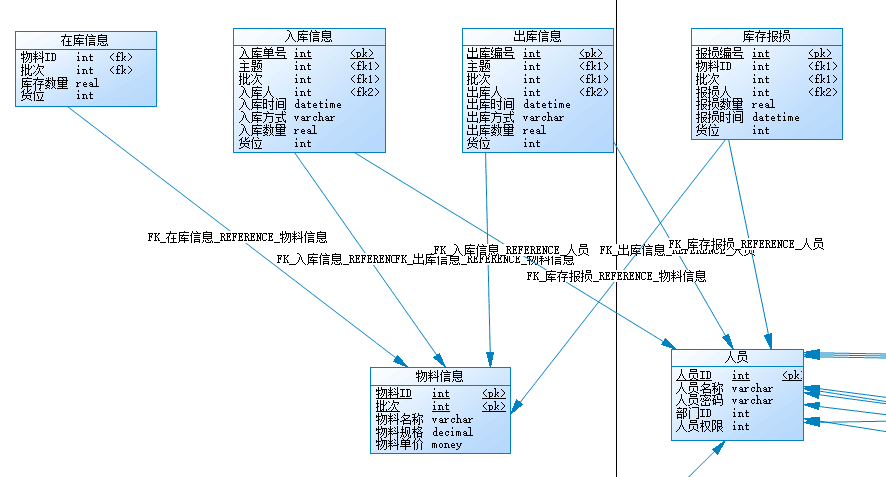 在库信息
物料ID int <fk>
批次 int <fk>
库存数量 real
货位 int
入库信息
入库单号 int <pk>
主题 int <fk1>
批次 int <fk1>
入库人 int <fk2>
入库时间 datetime
入库方式 varchar
入库数量 real
货位 int
出库信息
出库编号 int <pk>
主题 int <fk1>
批次 int <fk1>
出库人 int <fk2>
出库时间 datetime
出库方式 varchar
出库数量 real
货位 int
库存报损
报损编号 int <pk>
物料ID int <fk1>
批次 int <fk1>
报损人 int <fk2>
报损数量 real
报损时间 datetime
货位 int
FK_在库信息_REFERENCE_物料信息
FK_入库信息_REFERENCE_人员
FK_出库信息_REFERENCE_人员
FK_库存报损_REFERENCE_人员
FK_入库信息_REFERENC
FK_出库信息_REFERENCE_物料信息
FK_库存报损_REFERENCE_物料信息
物料信息
物料ID int <pk>
批次 int <pk>
物料名称 varchar
物料规格 decimal
物料单价 money
人员
人员ID int <pk
人员名称 varchar
人员密码 varchar
部门ID int
人员权限 int